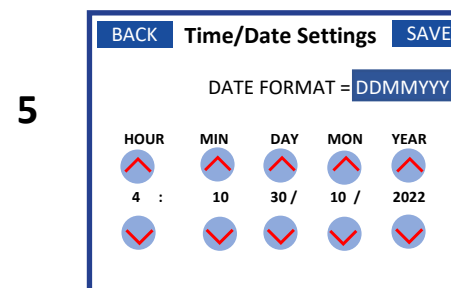 BACK Time/Date Settings SAVE
DATE FORMAT = DDMMYYY
5
HOUR MIN DAY MON YEAR
4 : 10 30 / 10 / 2022